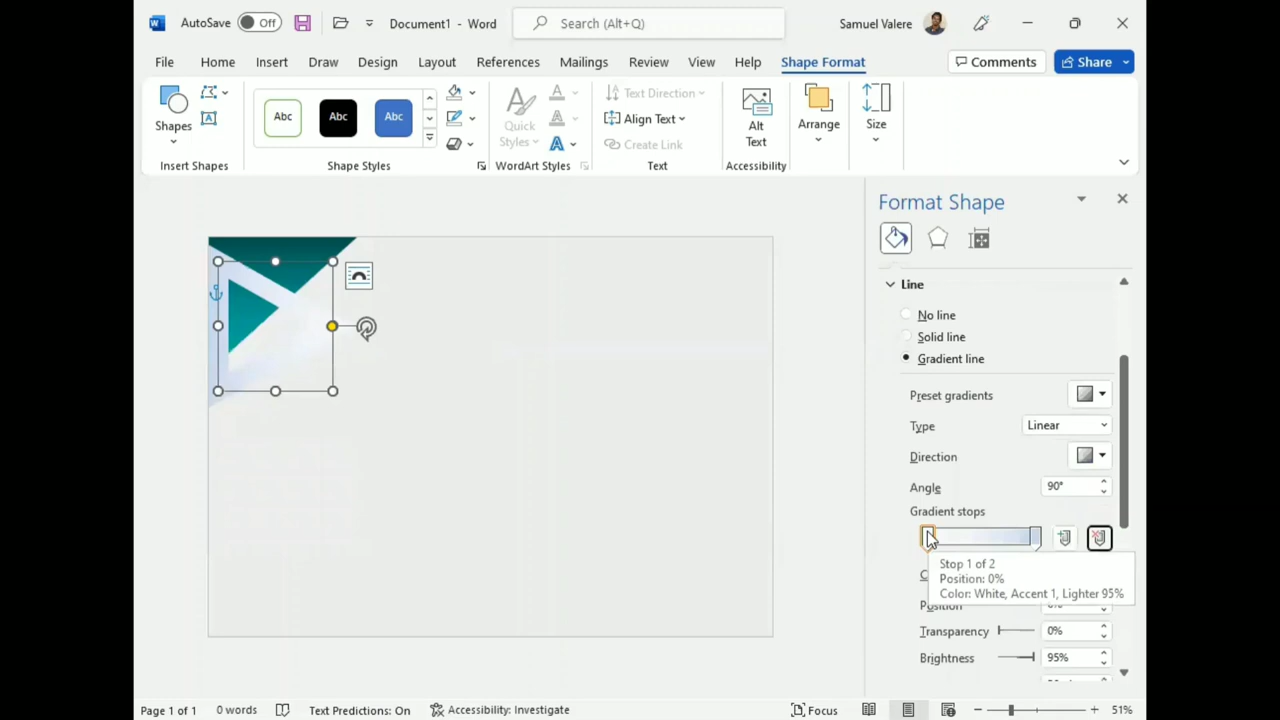 AutoSave Off Document1 - Word Search (Alt+Q) Samuel Valere
File Home Insert Draw Design Layout References Mailings Review View Help Shape Format Comments Share
Shapes
Abc Abc Abc
Quick
Styles
Text Direction
Align Text
Create Link
Alt
Text
Arrange
Size
Insert Shapes Shape Styles WordArt Styles Text Accessibility
Format Shape
Line
No line
Solid line
Gradient line
Preset gradients
Type Linear
Direction
Angle 90°
Gradient stops
Stop 1 of 2
Position: 0%
Color: White, Accent 1, Lighter 95%
Position 0%
Transparency 0%
Brightness 95%
Page 1 of 1 0 words Text Predictions: On Accessibility: Investigate Focus 51%